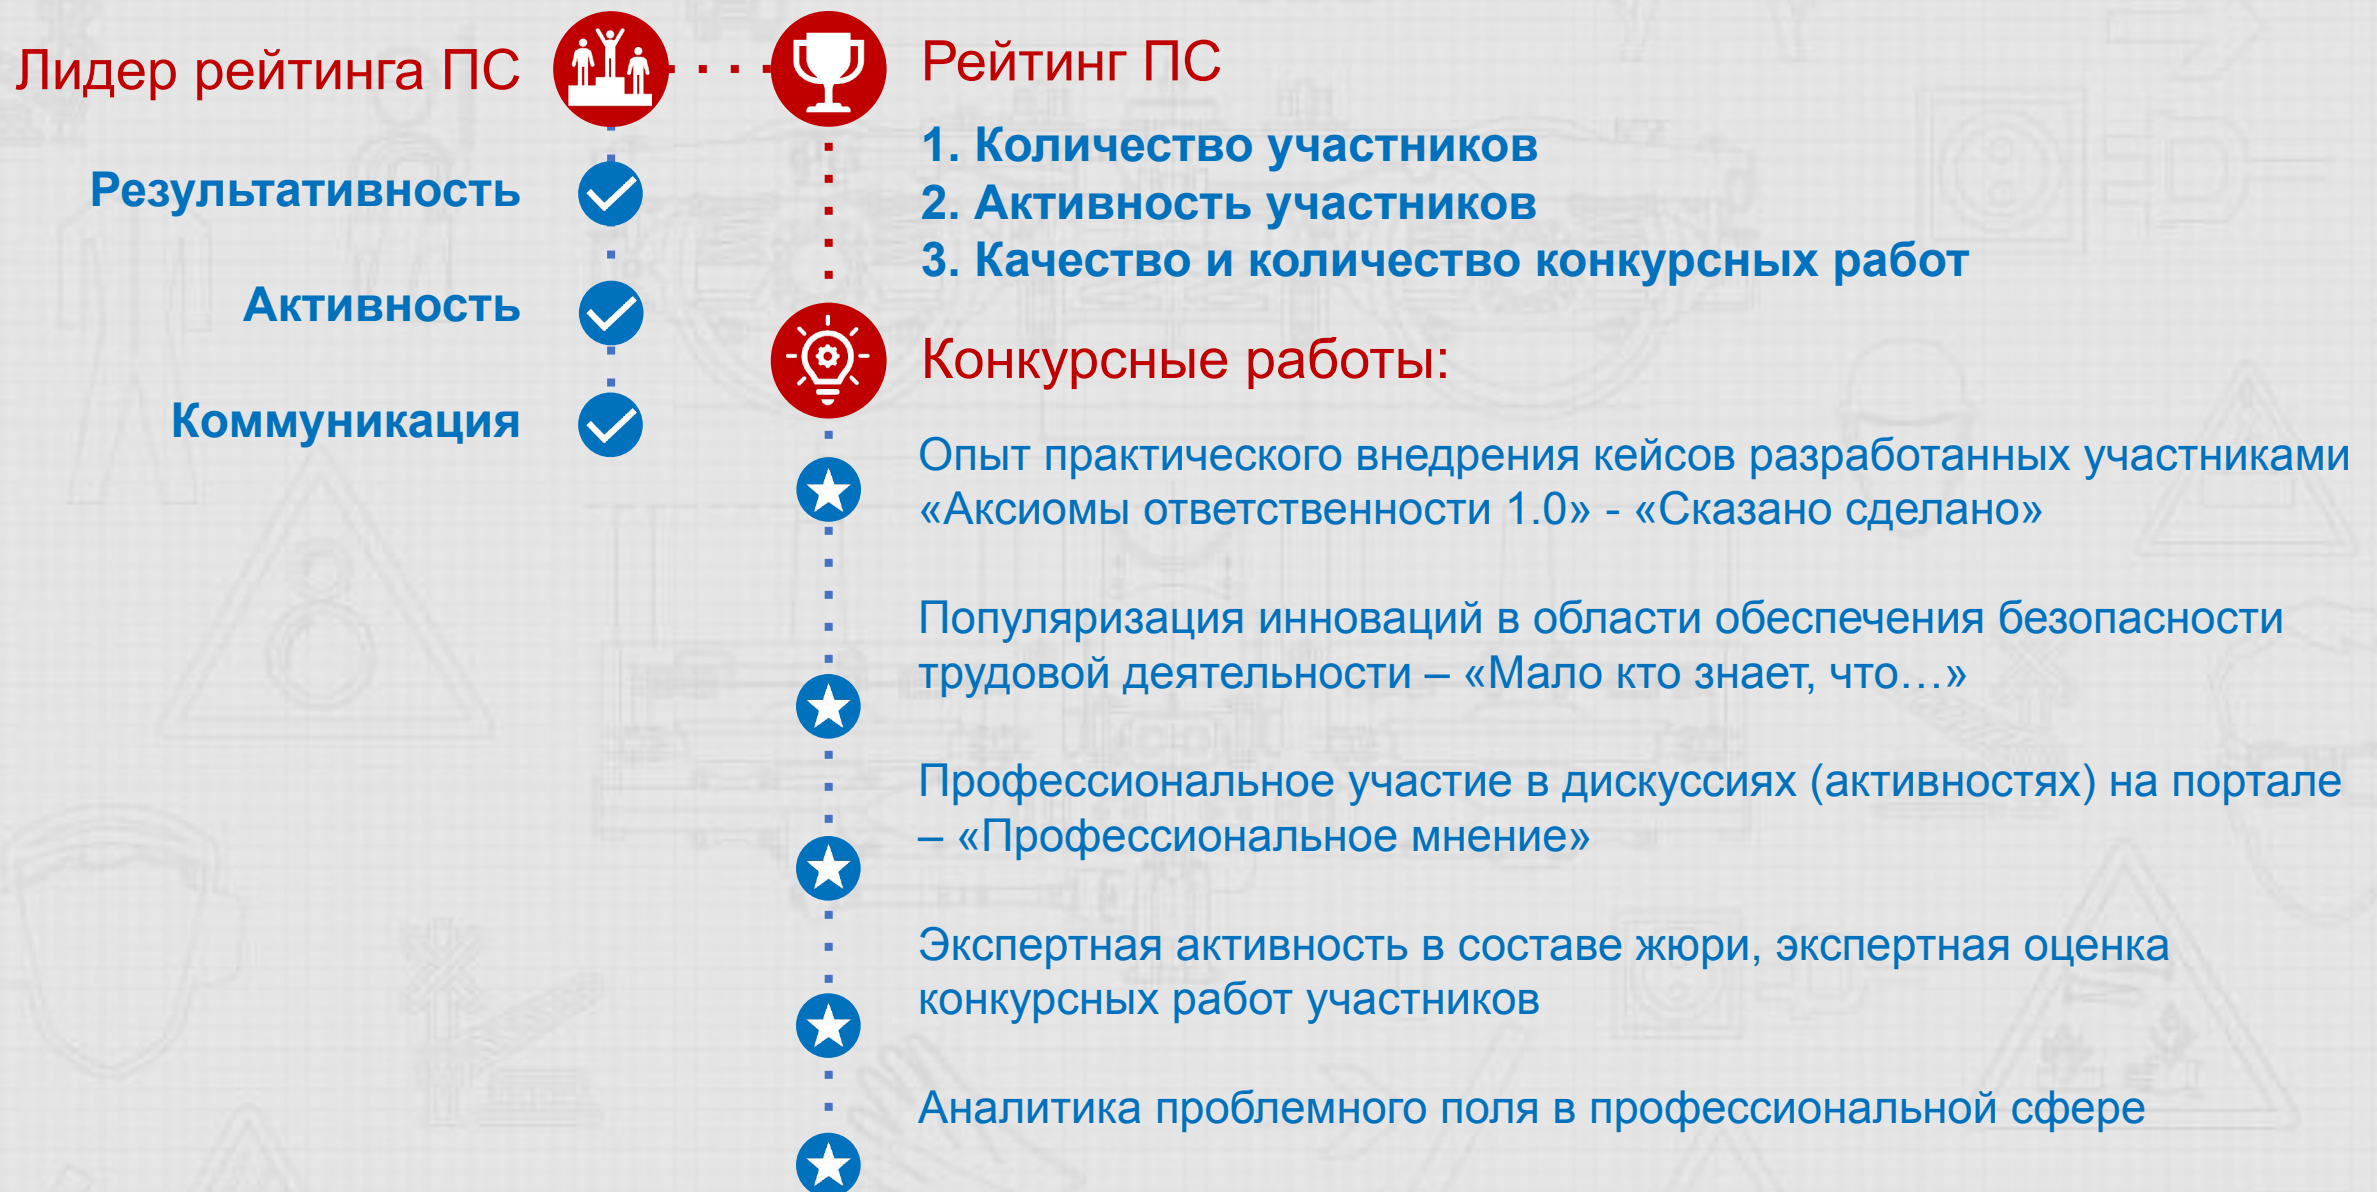 Лидер рейтинга ПС
Результативность
Активность
Коммуникация
Рейтинг ПС
1. Количество участников
2. Активность участников
3. Качество и количество конкурсных работ
Конкурсные работы:
Опыт практического внедрения кейсов разработанных участниками
«Аксиомы ответственности 1.0» - «Сказано сделано»
Популяризация инноваций в области обеспечения безопасности
трудовой деятельности – «Мало кто знает, что…»
Профессиональное участие в дискуссиях (активностях) на портале
– «Профессиональное мнение»
Экспертная активность в составе жюри, экспертная оценка
конкурсных работ участников
Аналитика проблемного поля в профессиональной сфере